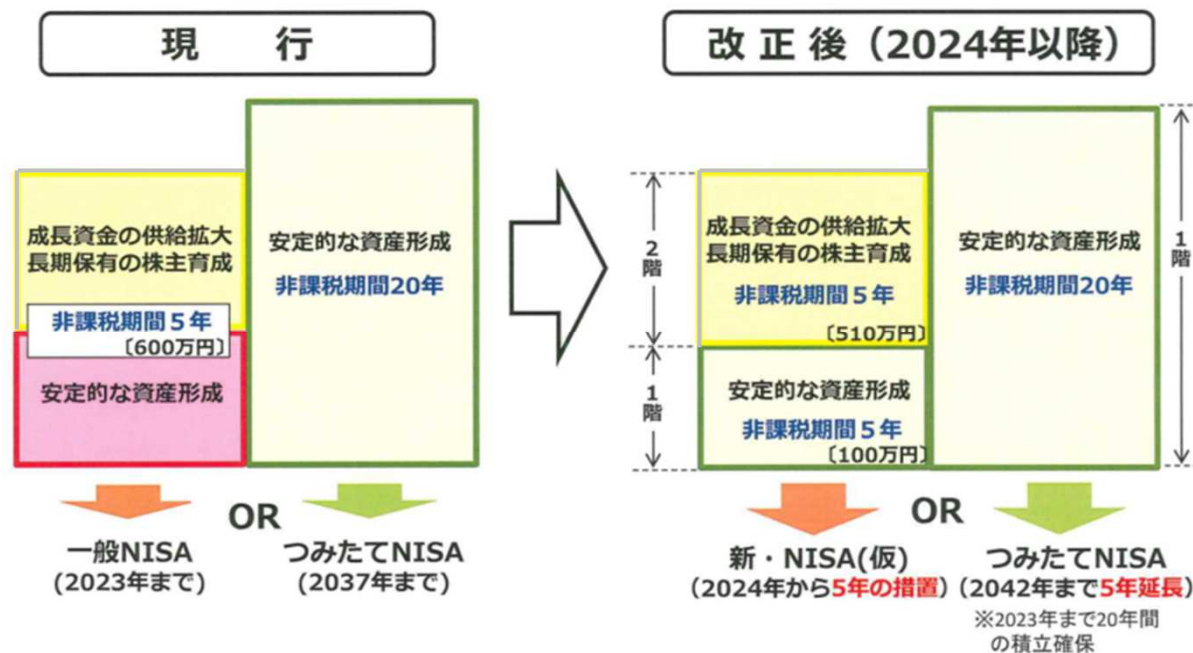 現　行
成長資金の供給拡大
長期保有の株主育成
非課税期間５年
〔600万円〕
安定的な資産形成
安定的な資産形成
非課税期間20年
OR
一般NISA
(2023年まで)
つみたてNISA
(2037年まで)
改正後（2024年以降）
2階
1階
成長資金の供給拡大
長期保有の株主育成
非課税期間５年
〔510万円〕
安定的な資産形成
非課税期間５年
〔100万円〕
安定的な資産形成
非課税期間20年
1階
OR
新・NISA(仮)
（2024年から5年の措置）
つみたてNISA
（2042年まで5年延長）
※2023年まで20年間
の積立確保